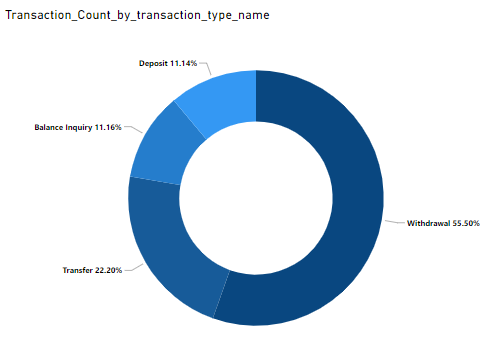 Transaction_Count_by_transaction_type_name
Deposit 11.14%
Balance Inquiry 11.16%
Withdrawal 55.50%
Transfer 22.20%